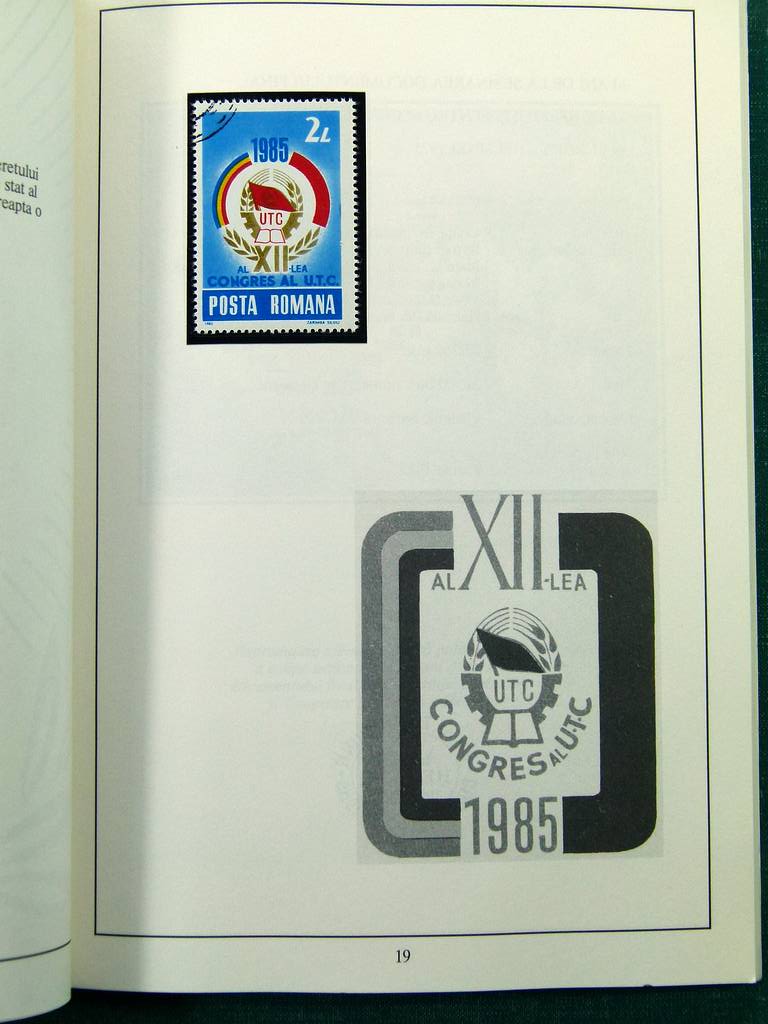 cretului
stat al
reapta o
2L
1985
UTC
XII
AL -LEA
CONGRES AL U.T.C.
POSTA ROMANA
XII
AL -LEA
UTC
CONGRES AL U.T.C
1985
19